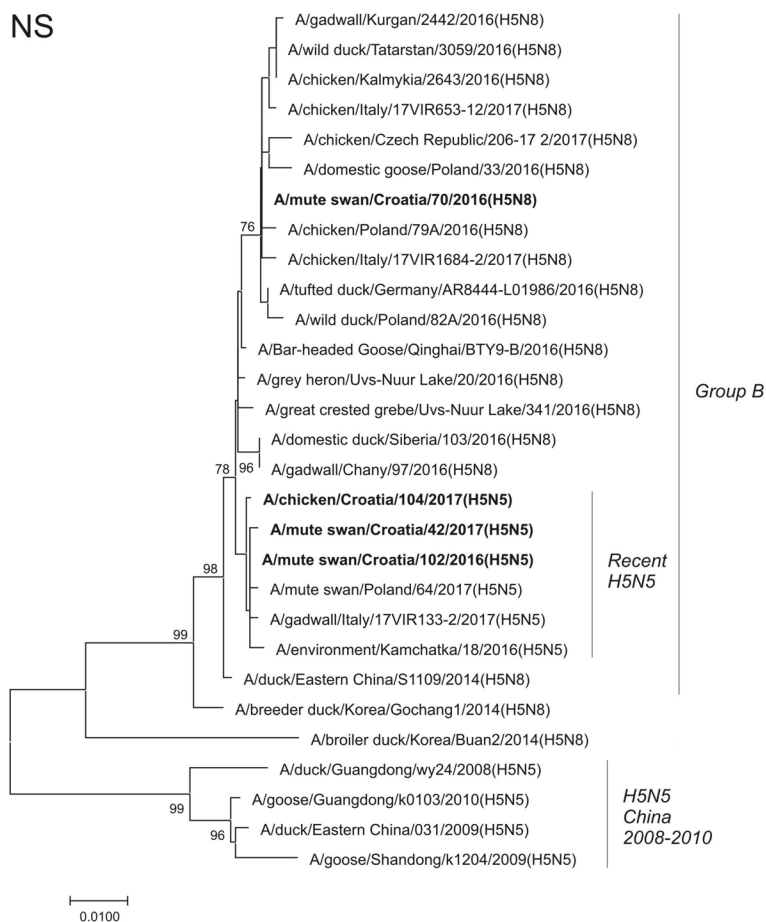 NS
A/gadwall/Kurgan/2442/2016(H5N8)
A/wild duck/Tatarstan/3059/2016(H5N8)
A/chicken/Kalmykia/2643/2016(H5N8)
A/chicken/Italy/17VIR653-12/2017(H5N8)
A/chicken/Czech Republic/206-17 2/2017(H5N8)
A/domestic goose/Poland/33/2016(H5N8)
A/mute swan/Croatia/70/2016(H5N8)
76
A/chicken/Poland/79A/2016(H5N8)
A/chicken/Italy/17VIR1684-2/2017(H5N8)
A/tufted duck/Germany/AR8444-L01986/2016(H5N8)
A/wild duck/Poland/82A/2016(H5N8)
A/Bar-headed Goose/Qinghai/BTY9-B/2016(H5N8)
A/grey heron/Uvs-Nuur Lake/20/2016(H5N8)
Group B
A/great crested grebe/Uvs-Nuur Lake/341/2016(H5N8)
A/domestic duck/Siberia/103/2016(H5N8)
78
96
A/gadwall/Chany/97/2016(H5N8)
A/chicken/Croatia/104/2017(H5N5)
A/mute swan/Croatia/42/2017(H5N5)
A/mute swan/Croatia/102/2016(H5N5)
Recent
H5N5
98
A/mute swan/Poland/64/2017(H5N5)
A/gadwall/Italy/17VIR133-2/2017(H5N5)
99
A/environment/Kamchatka/18/2016(H5N5)
A/duck/Eastern China/S1109/2014(H5N8)
A/breeder duck/Korea/Gochang1/2014(H5N8)
A/broiler duck/Korea/Buan2/2014(H5N8)
A/duck/Guangdong/wy24/2008(H5N5)
99
A/goose/Guangdong/k0103/2010(H5N5)
96
A/duck/Eastern China/031/2009(H5N5)
A/goose/Shandong/k1204/2009(H5N5)
H5N5
China
2008-2010
0.0100